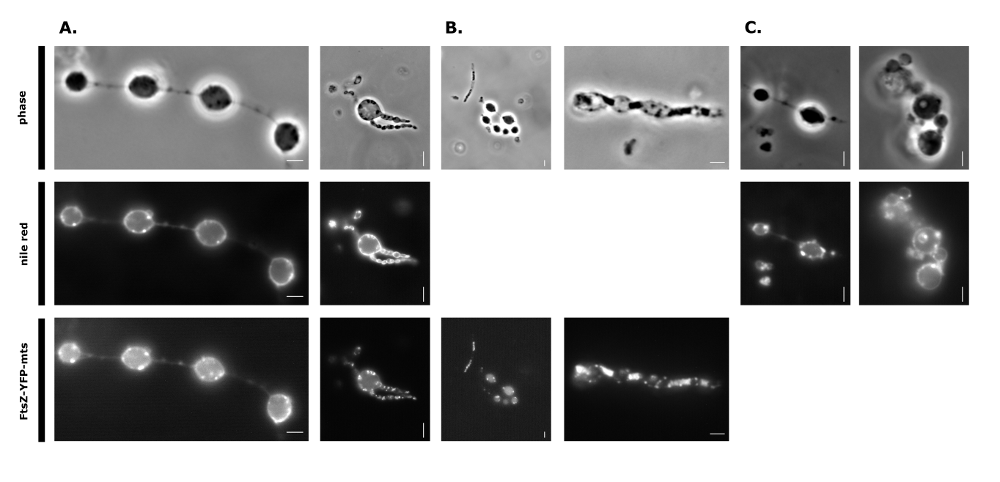 A.
B.
C.
phase
nile red
FtsZ-YFP-mts